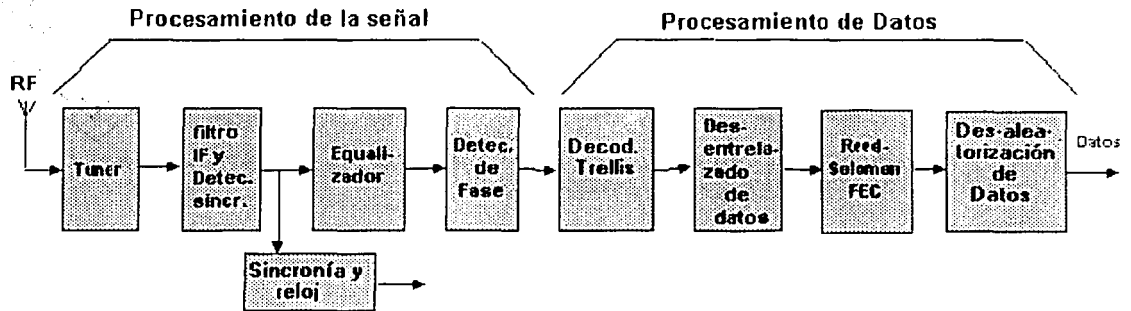 Procesamiento de la señal
Procesamiento de Datos
RF
Tuner
filtro
IF y
Detec.
sincr.
Equali-
zador
Detec.
de
Fase
Decod.
Trellis
Des-
entrela-
zado
de
datos
Reed-
Solomon
FEC
Des-alea-
torización
de
Datos
Datos
Sincronía y
reloj